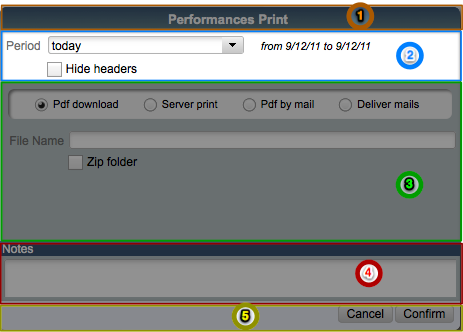 Performances Print 1
Period today from 9/12/11 to 9/12/11 2
Hide headers
Pdf download Server print Pdf by mail Deliver mails
File Name
Zip folder
3
Notes
4
5 Cancel Confirm